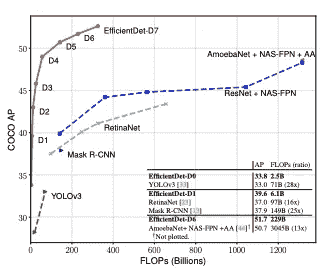 EfficientDet-D7
D6
D5
D4
D3
D2
D1
AmoebaNet + NAS-FPN + AA
ResNet + NAS-FPN
RetinaNet
Mask R-CNN
YOLOv3
COCO AP
50
45
40
35
30
AP FLOPs (ratio)
EfficientDet-D0 33.8 2.5B
YOLOv3 [33] 33.0 71B (28x)
EfficientDet-D1 39.6 6.1B
RetinaNet [23] 37.0 97B (16x)
Mask R-CNN 37.9 149B (25x)
EfficientDet-D6 51.7 229B
AmoebaNet+ NAS-FPN +AA 50.7 3045B (13x)
†Not plotted.
0 200 400 600 800 1000 1200
FLOPs (Billions)